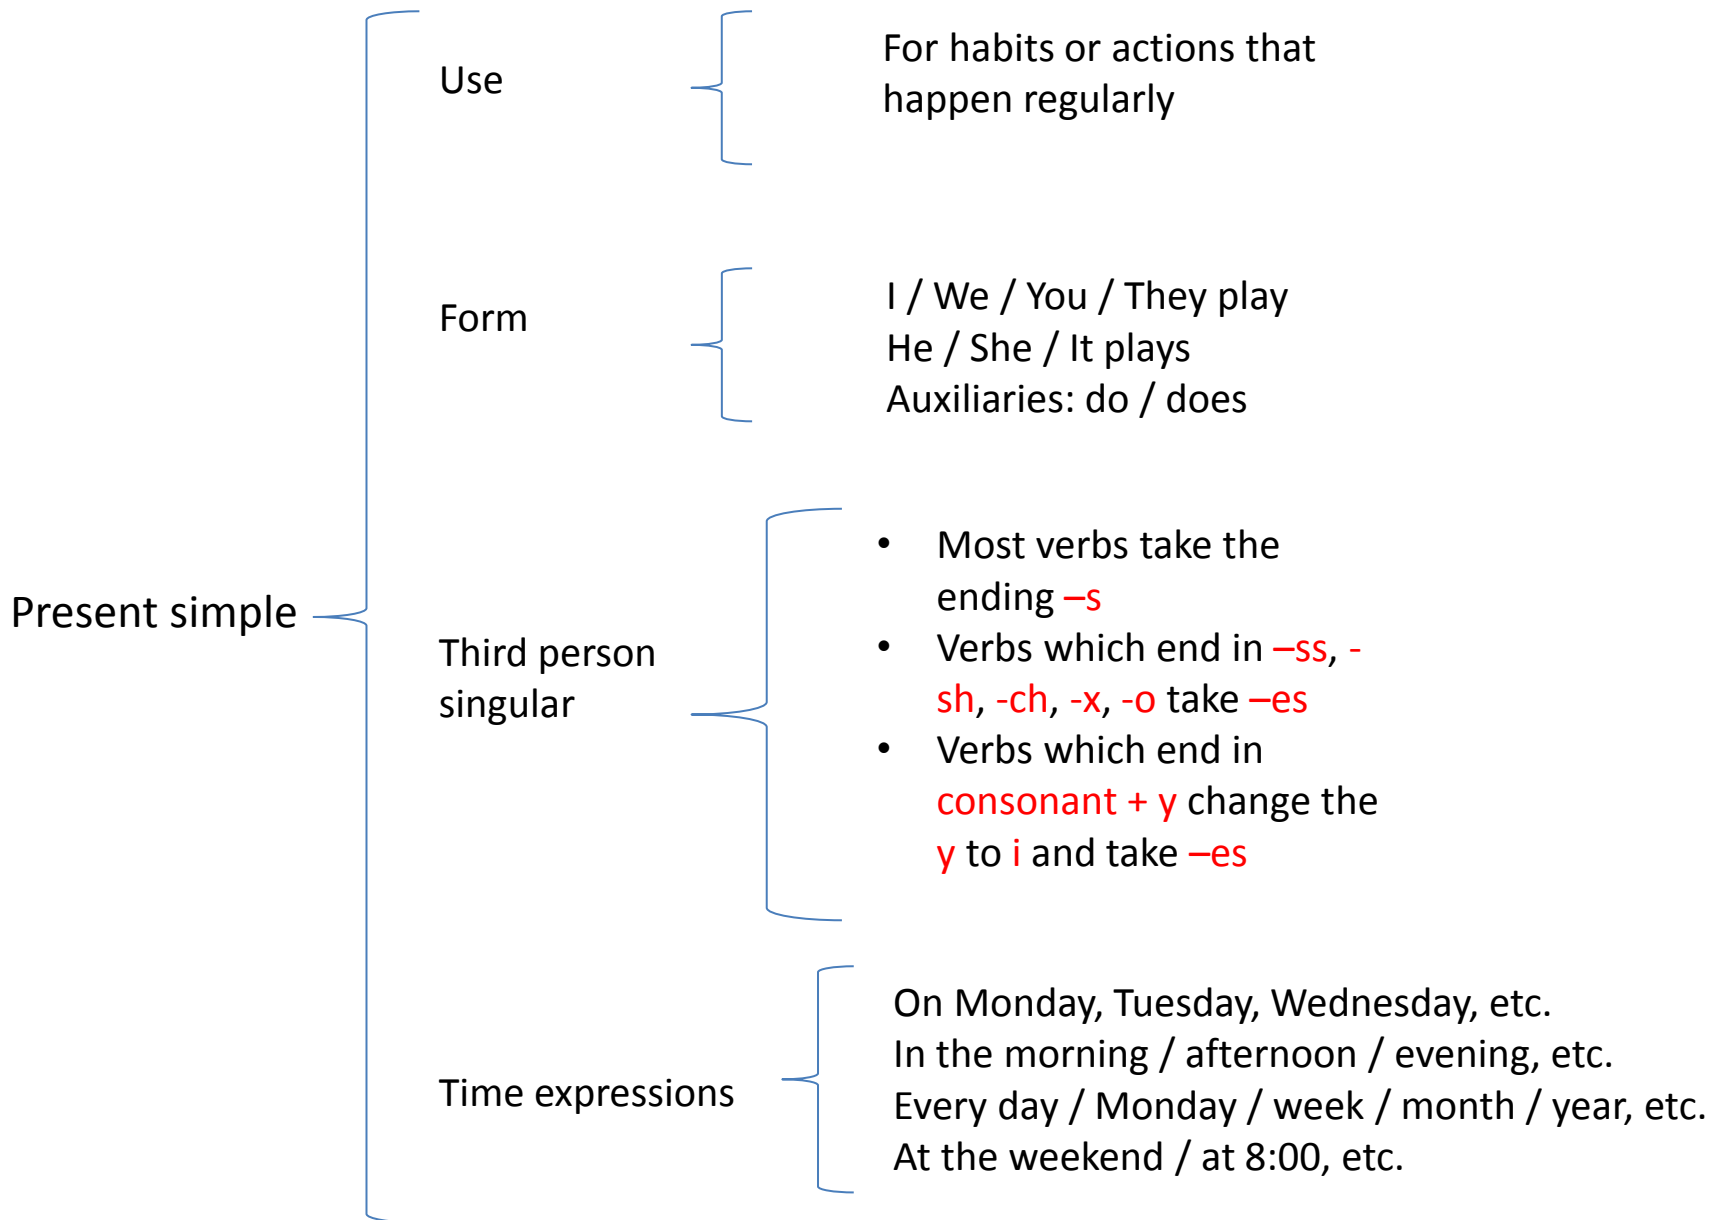 Present simple
Use
For habits or actions that
happen regularly
Form
I / We / You / They play
He / She / It plays
Auxiliaries: do / does
Third person
singular
• Most verbs take the
ending –s
• Verbs which end in –ss, -
sh, -ch, -x, -o take –es
• Verbs which end in
consonant + y change the
y to i and take –es
Time expressions
On Monday, Tuesday, Wednesday, etc.
In the morning / afternoon / evening, etc.
Every day / Monday / week / month / year, etc.
At the weekend / at 8:00, etc.